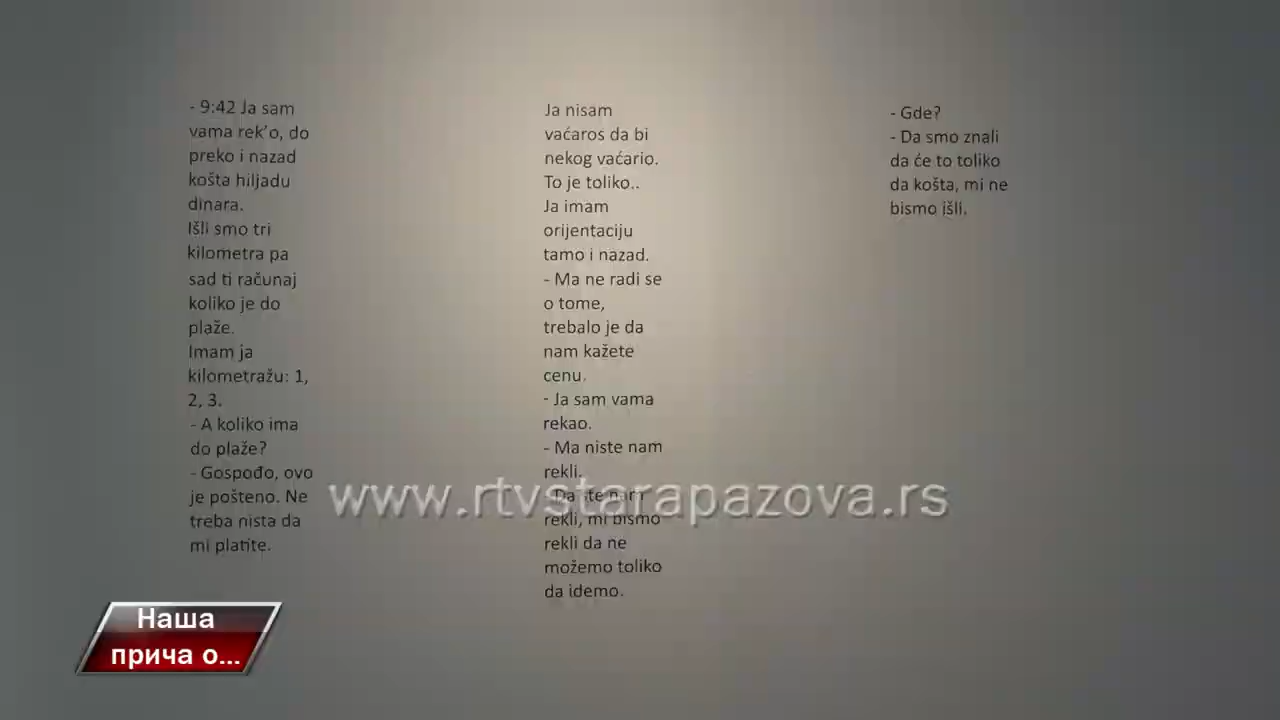 - 9:42 Ja sam
vama rek'o, do
preko i nazad
košta hiljadu
dinara.
Išli smo tri
kilometra pa
sad ti računaj
koliko je do
plaže.
Imam ja
kilometražu: 1,
2, 3.
- A koliko ima
do plaže?
- Gospođo, ovo
je pošteno. Ne
treba nista da
mi platite.
Ja nisam
vaćaros da bi
nekog vaćario.
To je toliko..
Ja imam
orijentaciju
tamo i nazad.
- Ma ne radi se
o tome,
trebalo je da
nam kažete
cenu.
- Ja sam vama
rekao.
- Ma niste nam
rekli.
- Da ste nam
rekli, mi bismo
rekli da ne
možemo toliko
da idemo.
- Gde?
- Da smo znali
da će to toliko
da košta, mi ne
bismo išli.
www.rtvstarapazova.rs
Наша
прича о...